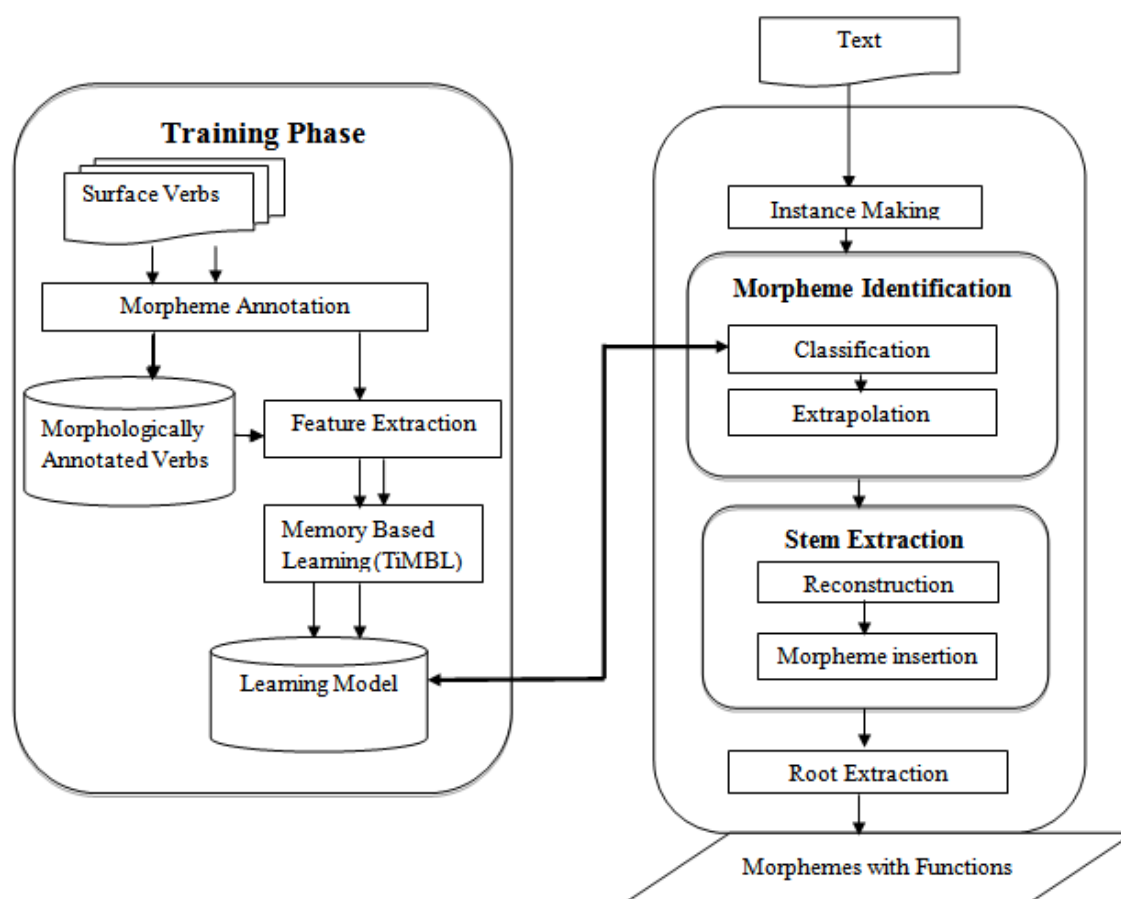 Training Phase
Surface Verbs
Morpheme Annotation
Morphologically
Annotated Verbs
Feature Extraction
Memory Based
Learning (TiMBL)
Learning Model
Text
Instance Making
Morpheme Identification
Classification
Extrapolation
Stem Extraction
Reconstruction
Morpheme insertion
Root Extraction
Morphemes with Functions